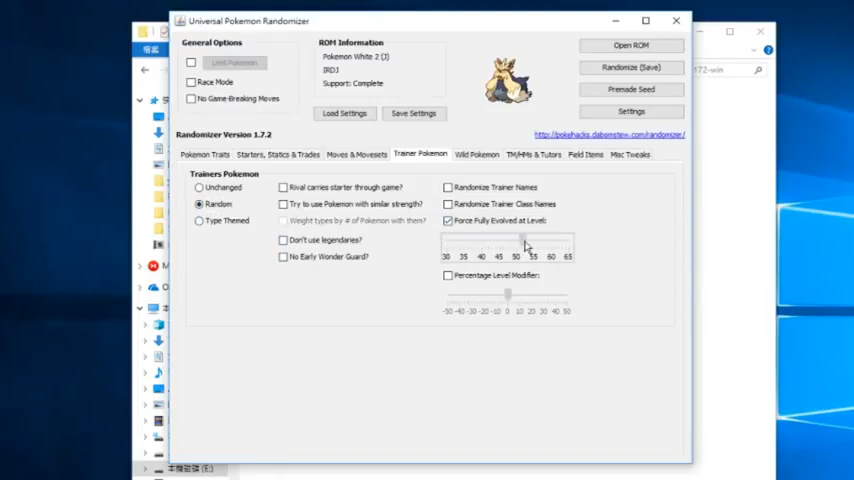 Universal Pokemon Randomizer
General Options
Limit Pokemon
Race Mode
No Game-Breaking Moves
ROM Information
Pokemon White 2 (J)
IRDJ
Support: Complete
Load Settings
Save Settings
Open ROM
Randomize (Save)
Premade Seed
Settings
Randomizer Version 1.7.2
http://pokehacks.dabomstew.com/randomizer/
Pokemon Traits
Starters, Statics & Trades
Moves & Movesets
Trainer Pokemon
Wild Pokemon
TM/HMs & Tutors
Field Items
Misc Tweaks
Trainers Pokemon
Unchanged
Random
Type Themed
Rival carries starter through game?
Try to use Pokemon with similar strength?
Weight types by # of Pokemon with them?
Don't use legendaries?
No Early Wonder Guard?
Randomize Trainer Names
Randomize Trainer Class Names
Force Fully Evolved at Level:
30 35 40 45 50 55 60 65
Percentage Level Modifier:
-50 -40 -30 -20 -10 0 10 20 30 40 50
檔案
172-win
本機磁碟 (E:)